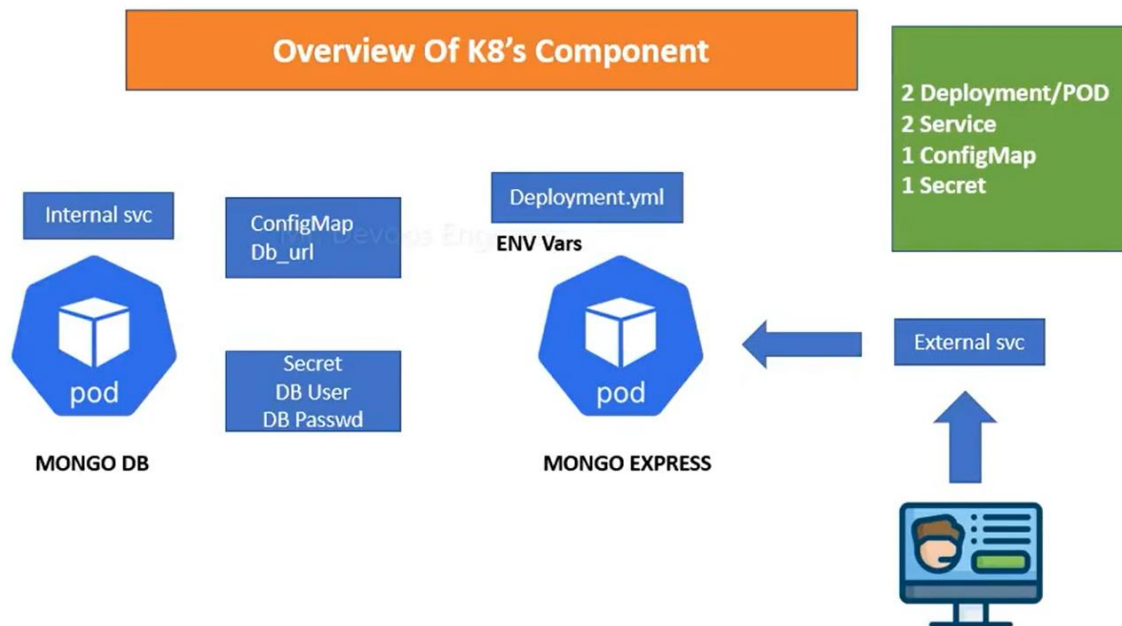 Overview Of K8's Component
2 Deployment/POD
2 Service
1 ConfigMap
1 Secret
Internal svc
ConfigMap
Db_url
Deployment.yml
ENV Vars
pod
MONGO DB
Secret
DB User
DB Passwd
pod
MONGO EXPRESS
External svc